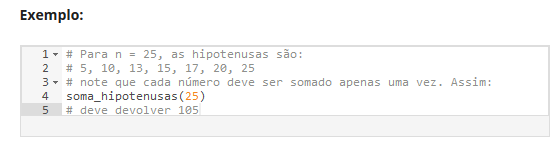 Exemplo:
1 # Para n = 25, as hipotenusas são:
2 # 5, 10, 13, 15, 17, 20, 25
3 # note que cada número deve ser somado apenas uma vez. Assim:
4 soma_hipotenusas(25)
5 # deve devolver 105